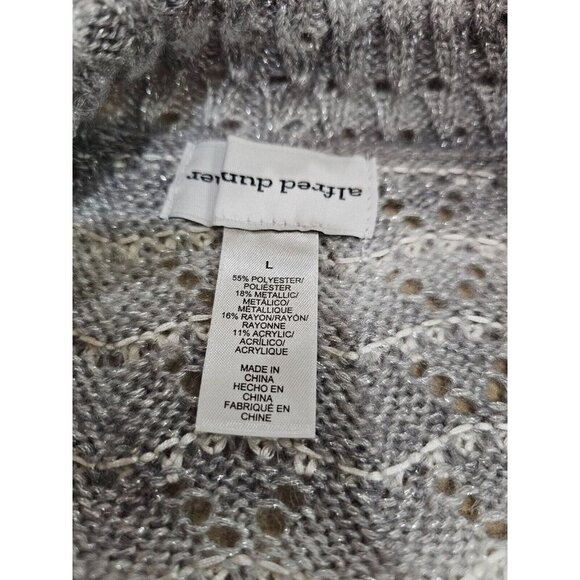 alfred dunner
L
55% POLYESTER/
POLIÉSTER
18% METALLIC/
METÁLICO/
MÉTALLIQUE
16% RAYON/RAYÓN/
RAYONNE
11% ACRYLIC/
ACRÍLICO/
ACRYLIQUE
MADE IN
CHINA
HECHO EN
CHINA
FABRIQUÉ EN
CHINE